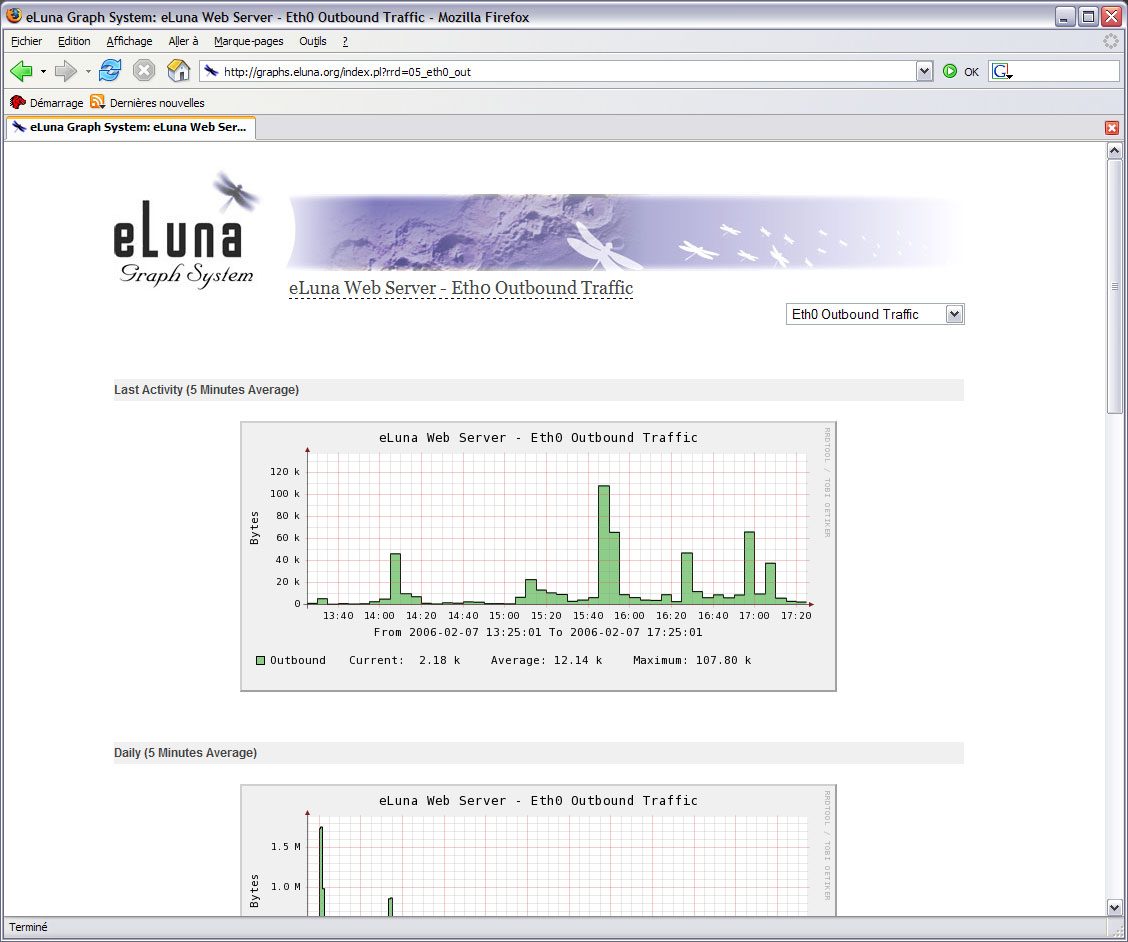 eLuna Graph System: eLuna Web Server - Eth0 Outbound Traffic - Mozilla Firefox
Fichier Edition Affichage Aller à Marque-pages Outils ?
http://graphs.eluna.org/index.pl?rrd=05_eth0_out OK G
Démarrage Dernières nouvelles
eLuna Graph System: eLuna Web Ser...
eLuna
Graph System
eLuna Web Server - Eth0 Outbound Traffic
Eth0 Outbound Traffic
Last Activity (5 Minutes Average)
eLuna Web Server - Eth0 Outbound Traffic
RRDTOOL / TOBI OETIKER
Bytes
120 k
100 k
80 k
60 k
40 k
20 k
0
13:40 14:00 14:20 14:40 15:00 15:20 15:40 16:00 16:20 16:40 17:00 17:20
From 2006-02-07 13:25:01 To 2006-02-07 17:25:01
Outbound Current: 2.18 k Average: 12.14 k Maximum: 107.80 k
Daily (5 Minutes Average)
eLuna Web Server - Eth0 Outbound Traffic
RRDTOOL / TOBI OETIKER
Bytes
1.5 M
1.0 M
Terminé